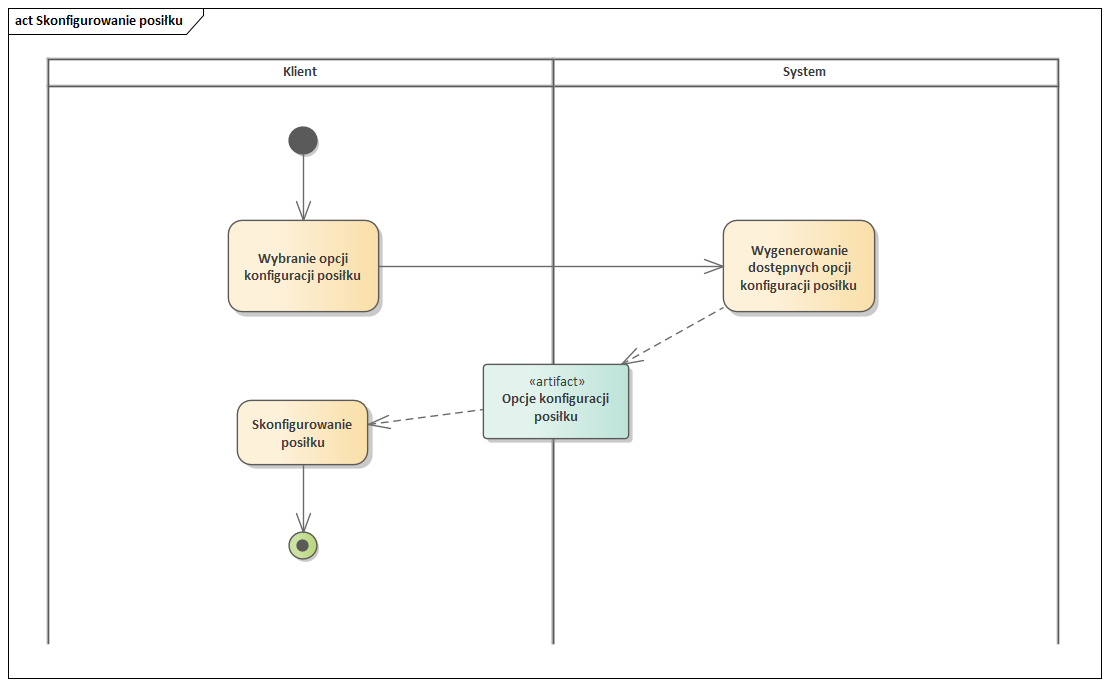 act Skonfigurowanie posiłku
Klient
System
Wybranie opcji
konfiguracji posiłku
Wygenerowanie
dostępnych opcji
konfiguracji posiłku
«artifact»
Opcje konfiguracji
posiłku
Skonfigurowanie
posiłku